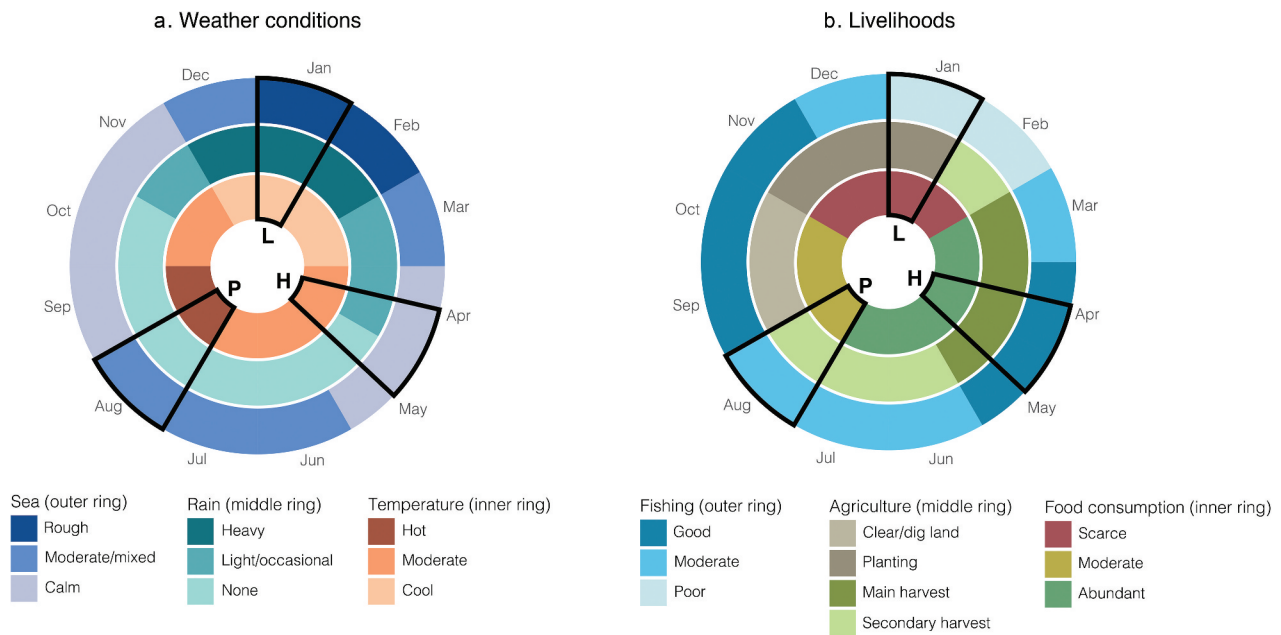 a. Weather conditions
Jan
Feb
Mar
Apr
May
Jun
Jul
Aug
Sep
Oct
Nov
Dec
L
H
P
Sea (outer ring)
Rough
Moderate/mixed
Calm
Rain (middle ring)
Heavy
Light/occasional
None
Temperature (inner ring)
Hot
Moderate
Cool
b. Livelihoods
Jan
Feb
Mar
Apr
May
Jun
Jul
Aug
Sep
Oct
Nov
Dec
L
H
P
Fishing (outer ring)
Good
Moderate
Poor
Agriculture (middle ring)
Clear/dig land
Planting
Main harvest
Secondary harvest
Food consumption (inner ring)
Scarce
Moderate
Abundant